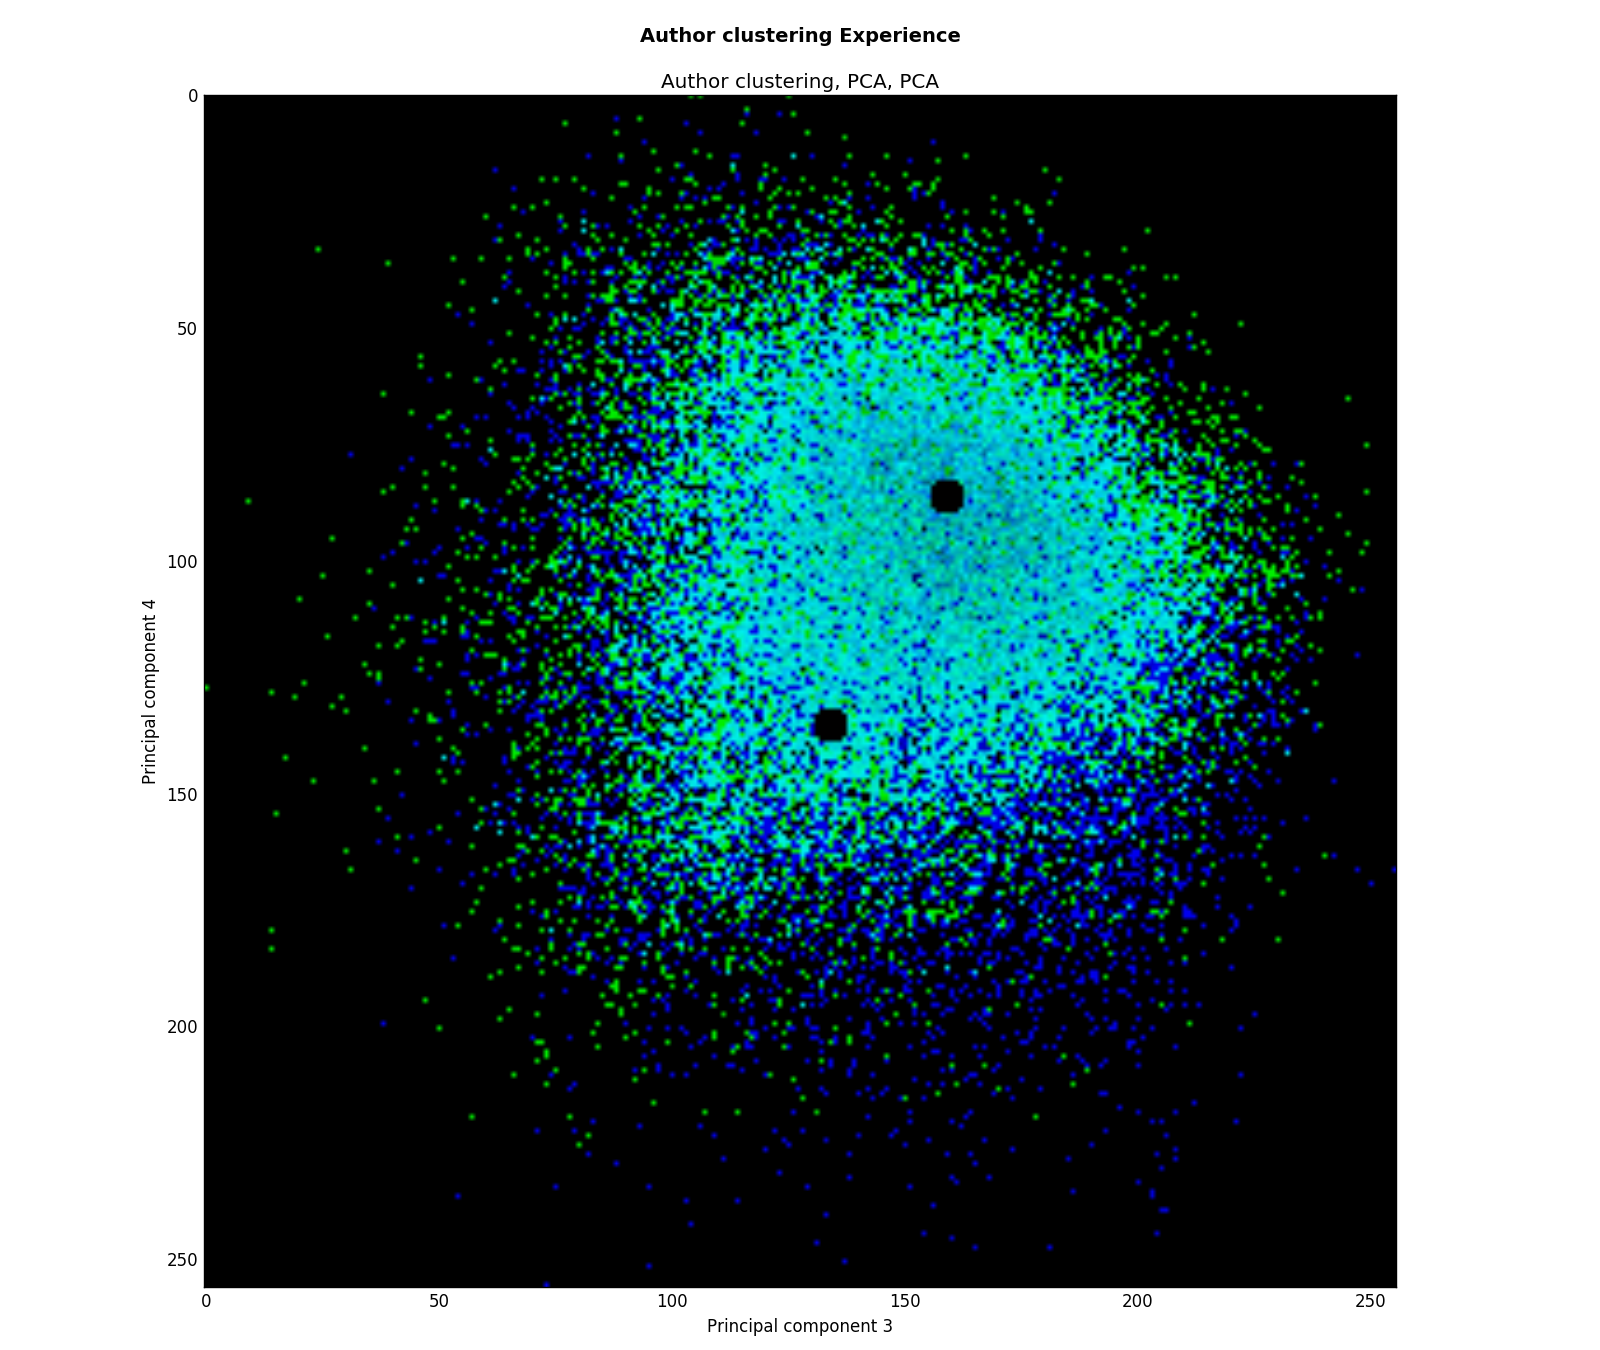 Author clustering Experience
Author clustering, PCA, PCA
0
50
100
150
200
250
Principal component 4
0 50 100 150 200 250
Principal component 3